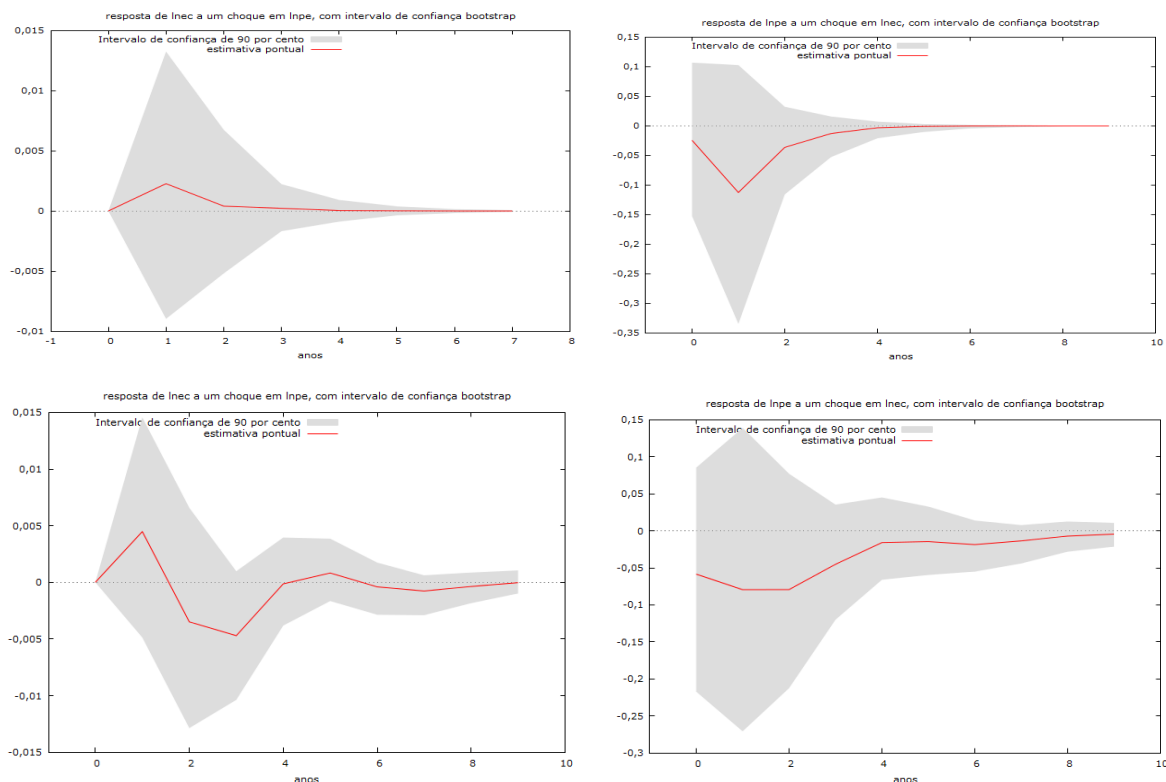 resposta de lnec a um choque em lnpe, com intervalo de confiança bootstrap
0,015
0,01
0,005
0
-0,005
-0,01
Intervalo de confiança de 90 por cento
estimativa pontual
-1 0 1 2 3 4 5 6 7 8
anos
resposta de lnpe a um choque em lnec, com intervalo de confiança bootstrap
0,15
0,1
0,05
0
-0,05
-0,1
-0,15
-0,2
-0,25
-0,3
-0,35
Intervalo de confiança de 90 por cento
estimativa pontual
0 2 4 6 8 10
anos
resposta de lnec a um choque em lnpe, com intervalo de confiança bootstrap
0,015
0,01
0,005
0
-0,005
-0,01
-0,015
Intervalo de confiança de 90 por cento
estimativa pontual
0 2 4 6 8 10
anos
resposta de lnpe a um choque em lnec, com intervalo de confiança bootstrap
0,15
0,1
0,05
0
-0,05
-0,1
-0,15
-0,2
-0,25
-0,3
Intervalo de confiança de 90 por cento
estimativa pontual
0 2 4 6 8 10
anos